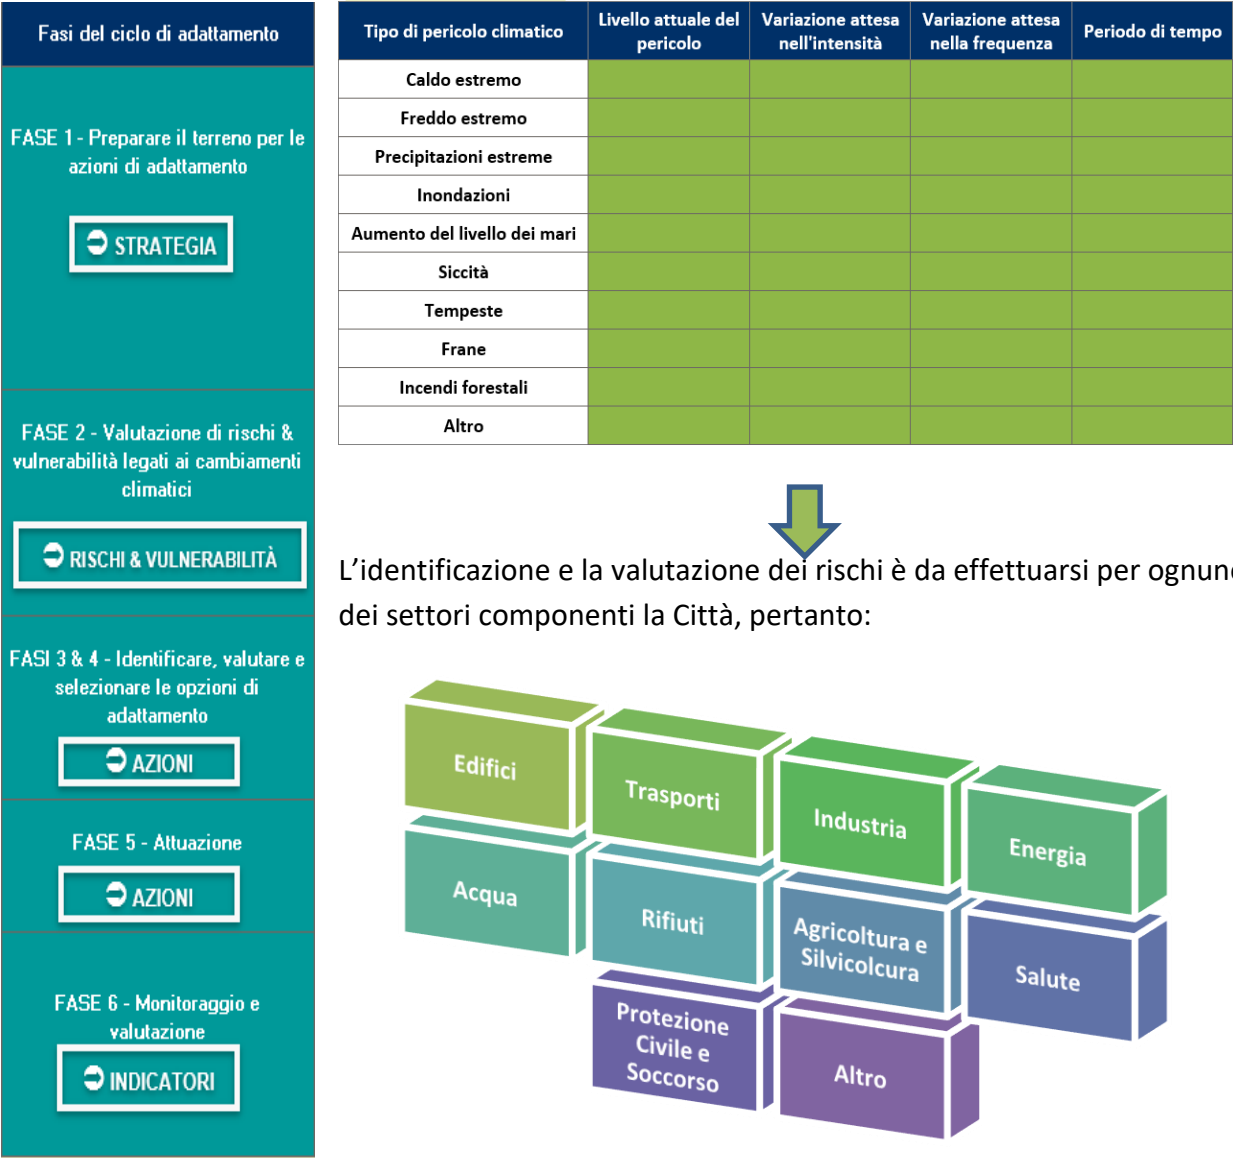 Fasi del ciclo di adattamento
FASE 1 - Preparare il terreno per le
azioni di adattamento
STRATEGIA
FASE 2 - Valutazione di rischi &
vulnerabilità legati ai cambiamenti
climatici
RISCHI & VULNERABILITÀ
FASI 3 & 4 - Identificare, valutare e
selezionare le opzioni di
adattamento
AZIONI
FASE 5 - Attuazione
AZIONI
FASE 6 - Monitoraggio e
valutazione
INDICATORI
Tipo di pericolo climatico
Livello attuale del
pericolo
Variazione attesa
nell'intensità
Variazione attesa
nella frequenza
Periodo di tempo
Caldo estremo
Freddo estremo
Precipitazioni estreme
Inondazioni
Aumento del livello dei mari
Siccità
Tempeste
Frane
Incendi forestali
Altro
L’identificazione e la valutazione dei rischi è da effettuarsi per
dei settori componenti la Città, pertanto:
Edifici
Trasporti
Industria
Energia
Acqua
Rifiuti
Agricoltura e
Silvicolcura
Salute
Protezione
Civile e
Soccorso
Altro